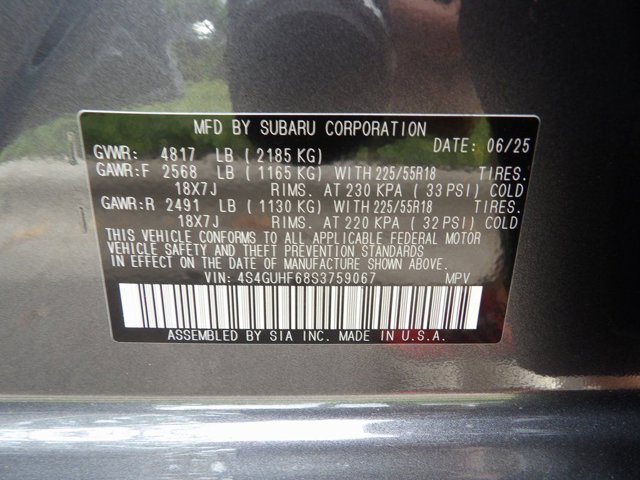 MFD BY SUBARU CORPORATION
DATE: 06/25
GVWR: 4817 LB (2185 KG)
GAWR:F 2568 LB (1165 KG) WITH 225/55R18 TIRES.
18X7J RIMS. AT 230 KPA (33 PSI) COLD
GAWR:R 2491 LB (1130 KG) WITH 225/55R18 TIRES.
18X7J RIMS. AT 220 KPA (32 PSI) COLD
THIS VEHICLE CONFORMS TO ALL APPLICABLE FEDERAL MOTOR
VEHICLE SAFETY AND THEFT PREVENTION STANDARDS
IN EFFECT ON THE DATE OF MANUFACTURE SHOWN ABOVE.
VIN: 4S4GUHF68S3759067 MPV
ASSEMBLED BY SIA INC. MADE IN U.S.A.